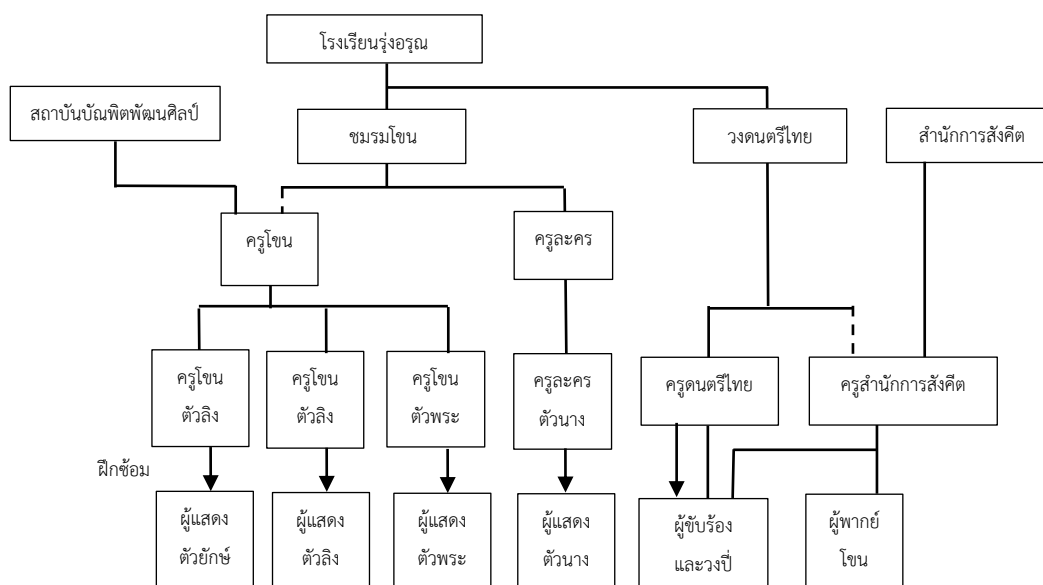 โรงเรียนรุ่งอรุณ
สถาบันบัณพิตพัฒนศิลป์
ชมรมโขน
วงดนตรีไทย
สำนักการสังคีต
ครูโขน
ครูละคร
ครูโขน
ตัวลิง
ครูโขน
ตัวลิง
ครูโขน
ตัวพระ
ครูละคร
ตัวนาง
ครูดนตรีไทย
ครูสำนักการสังคีต
ฝึกซ้อม
ผู้แสดง
ตัวยักษ์
ผู้แสดง
ตัวลิง
ผู้แสดง
ตัวพระ
ผู้แสดง
ตัวนาง
ผู้ขับร้อง
และวงปี่
ผู้พากย์
โขน